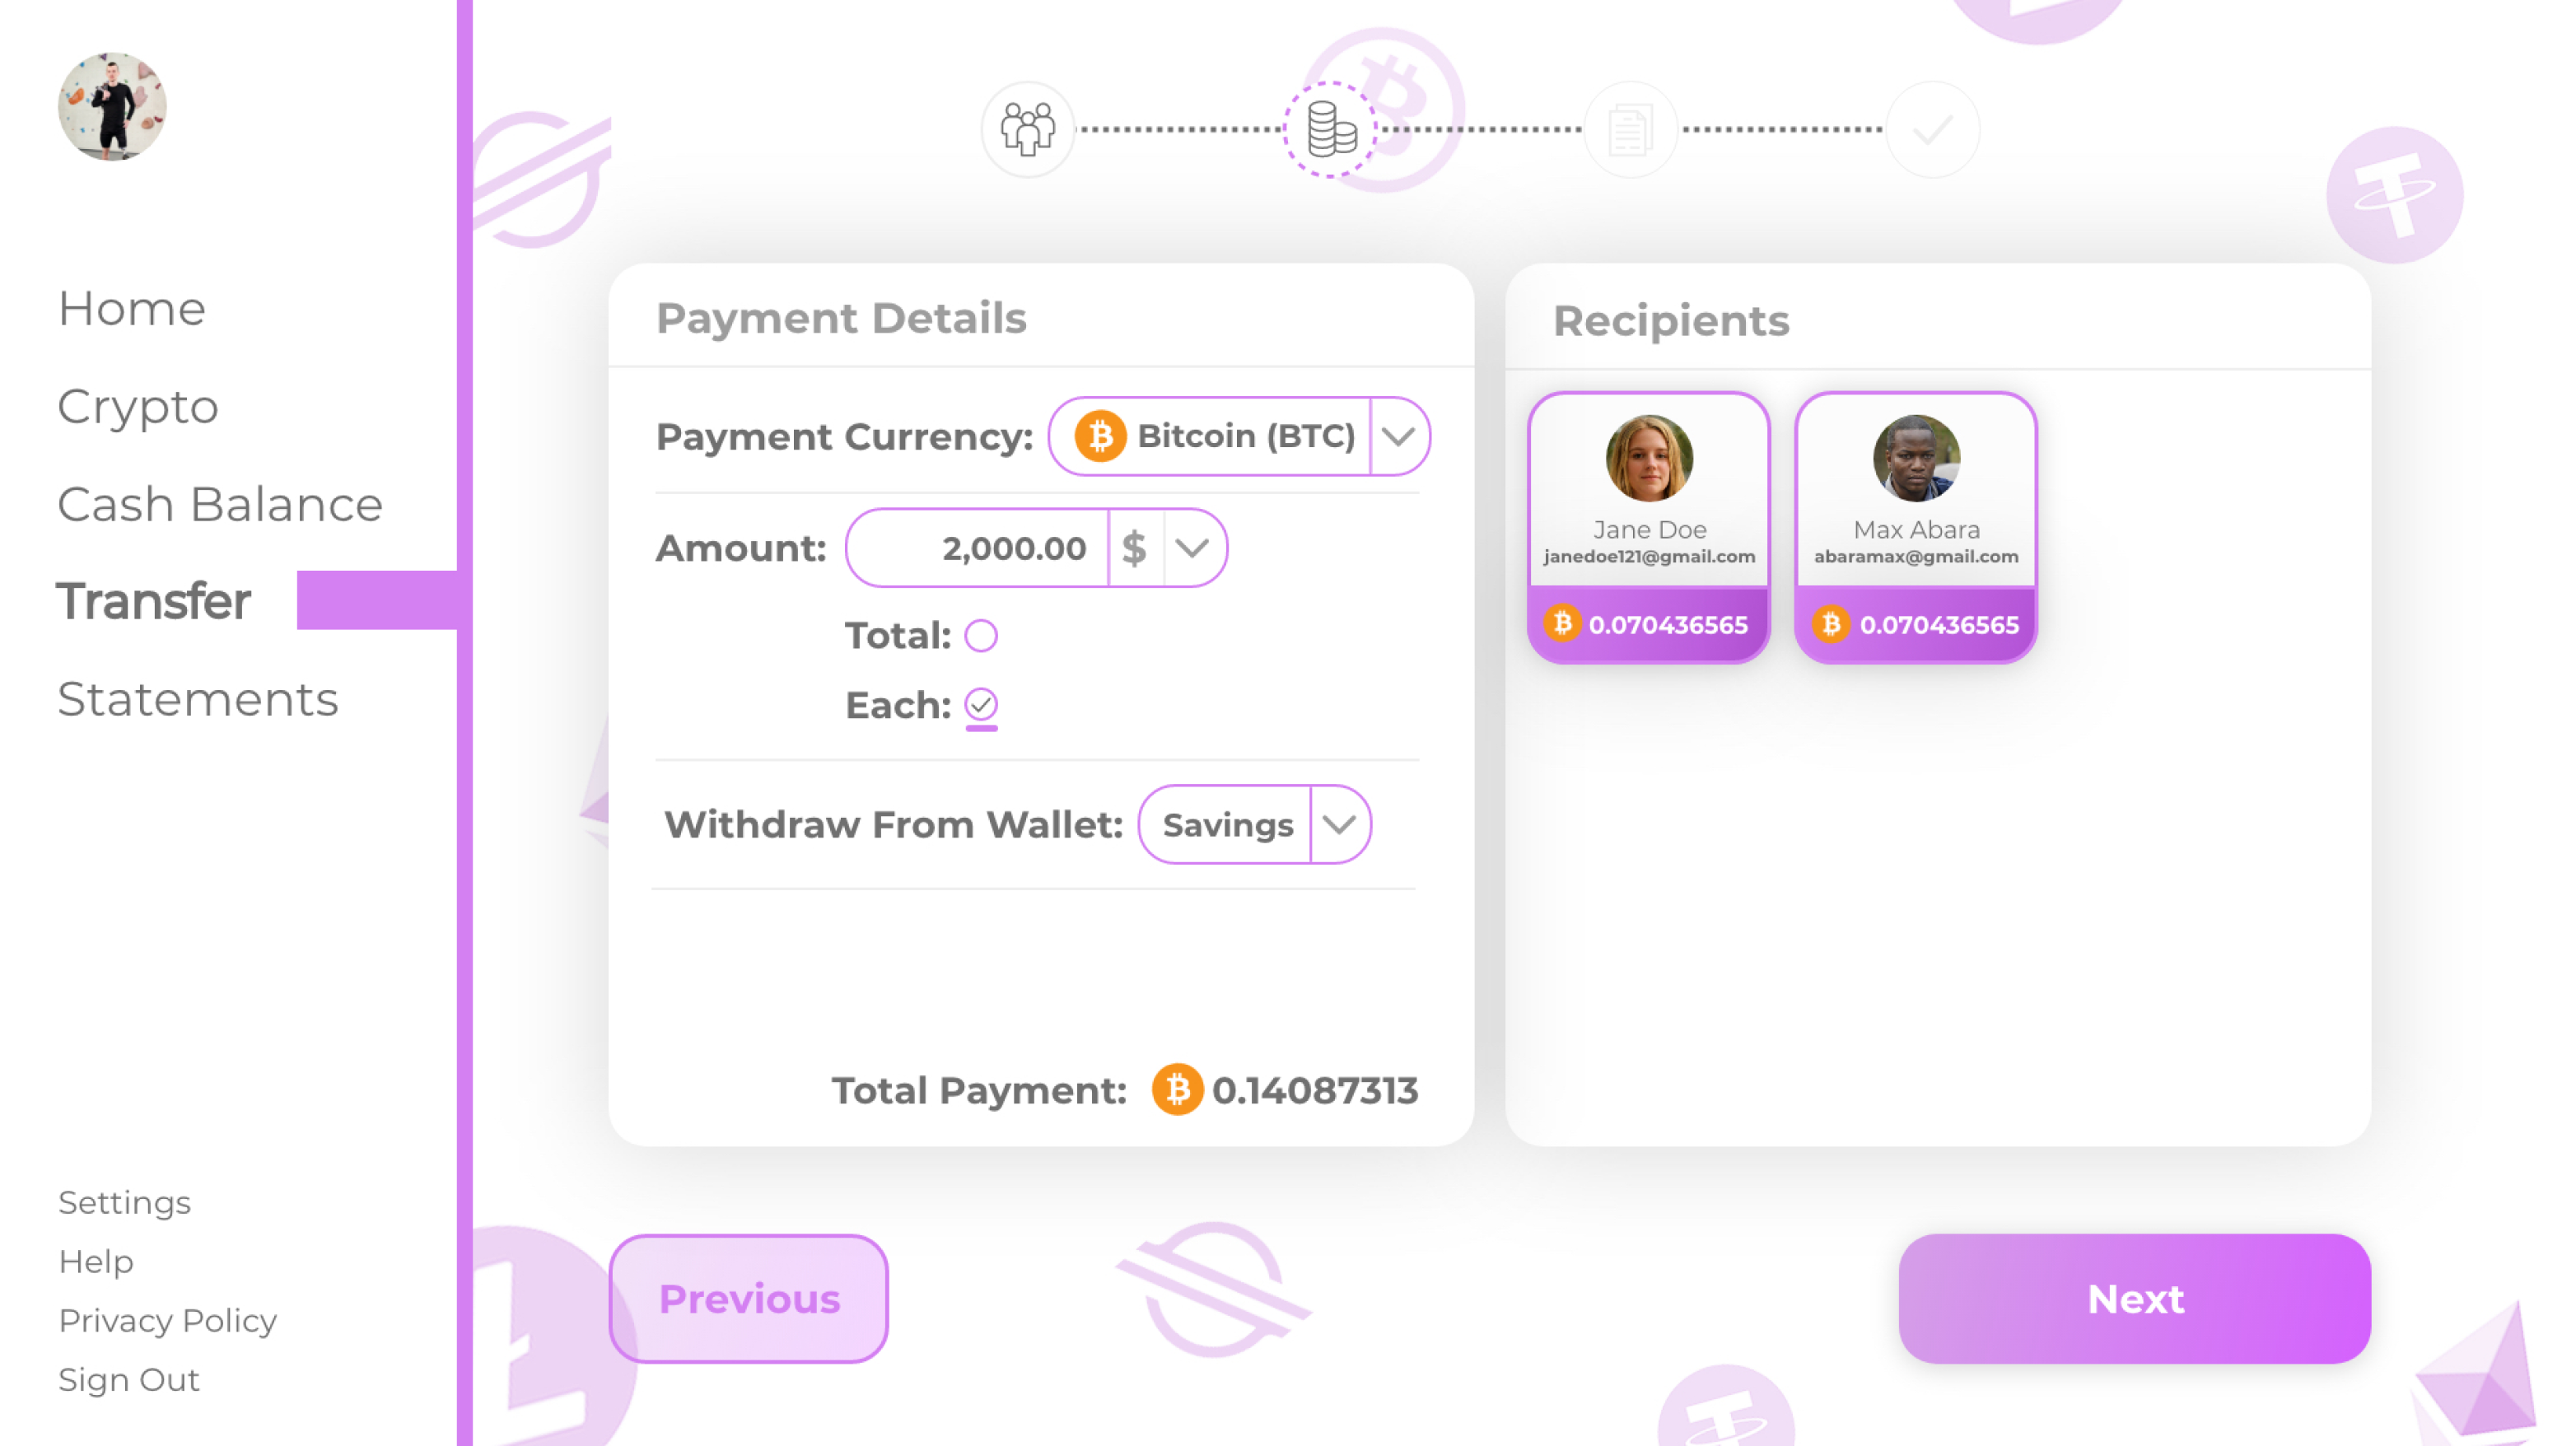 Home
Crypto
Cash Balance
Transfer
Statements
Settings
Help
Privacy Policy
Sign Out
Payment Details
Payment Currency: Bitcoin (BTC)
Amount: 2,000.00 $
Total:
Each:
Withdraw From Wallet: Savings
Total Payment: 0.14087313
Recipients
Jane Doe
janedoe121@gmail.com
0.070436565
Max Abara
abaramax@gmail.com
0.070436565
Previous
Next